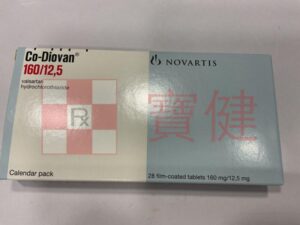 Co-Diovan®
160/12,5
valsartan
hydrochlorothiazide
Rx
Calendar pack
NOVARTIS
寶健
28 film-coated tablets 160 mg/12,5 mg